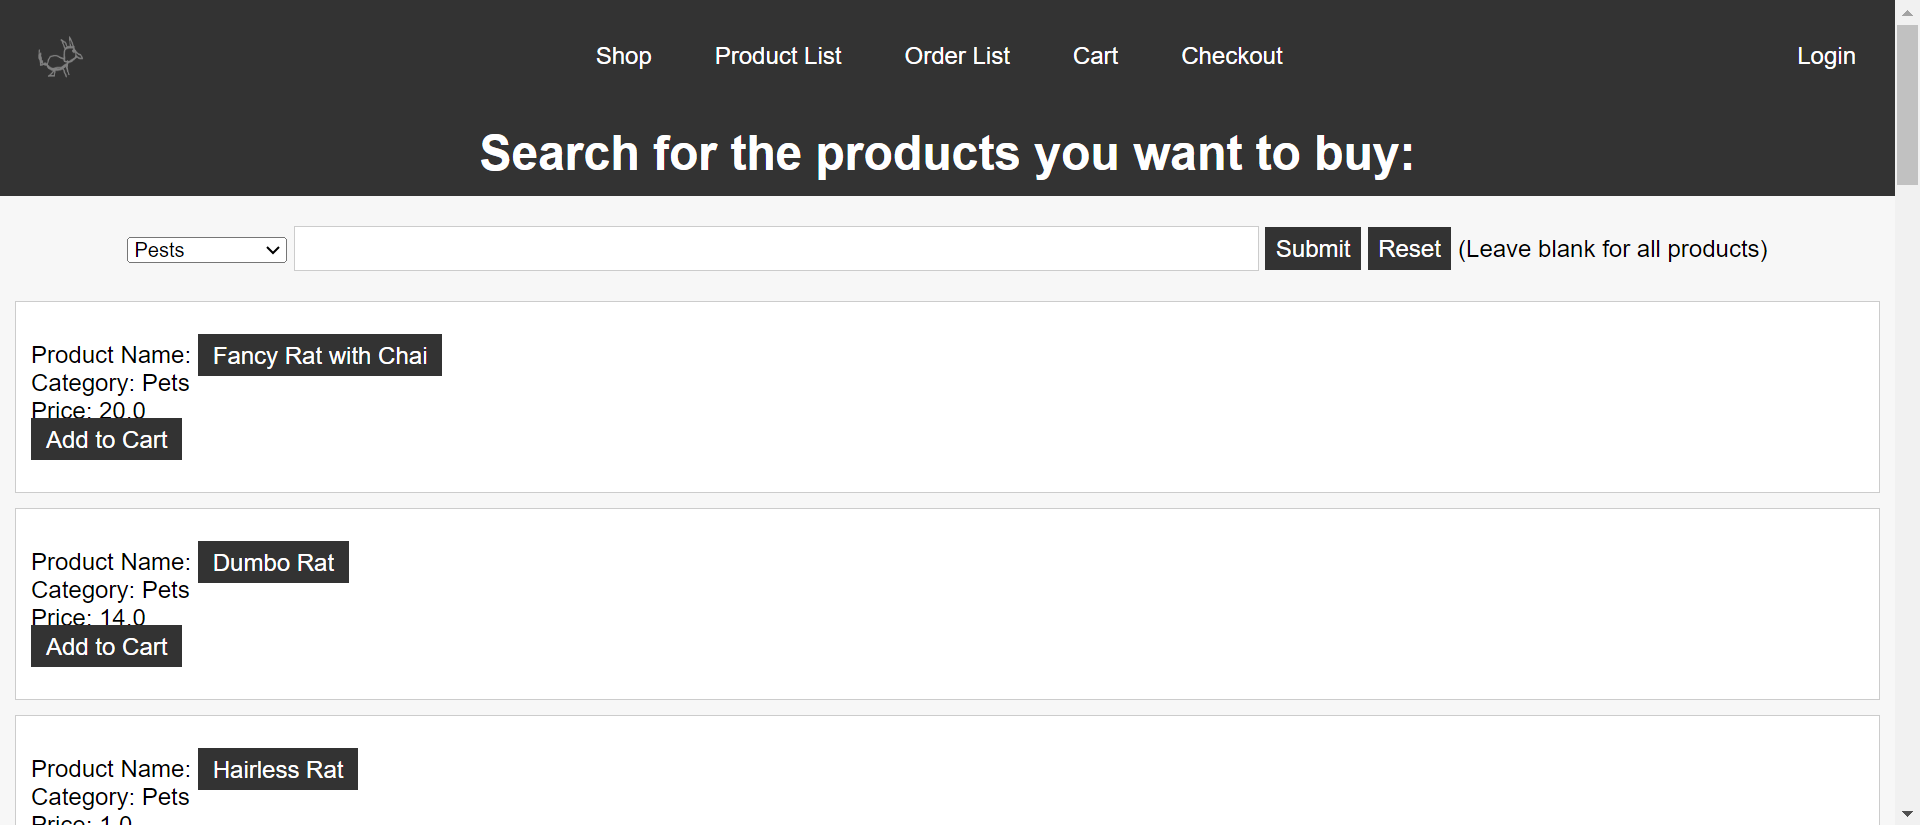 Shop Product List Order List Cart Checkout Login
Search for the products you want to buy:
Pests Submit Reset (Leave blank for all products)
Product Name: Fancy Rat with Chai
Category: Pets
Price: 20.0
Add to Cart
Product Name: Dumbo Rat
Category: Pets
Price: 14.0
Add to Cart
Product Name: Hairless Rat
Category: Pets
Price: 1.0